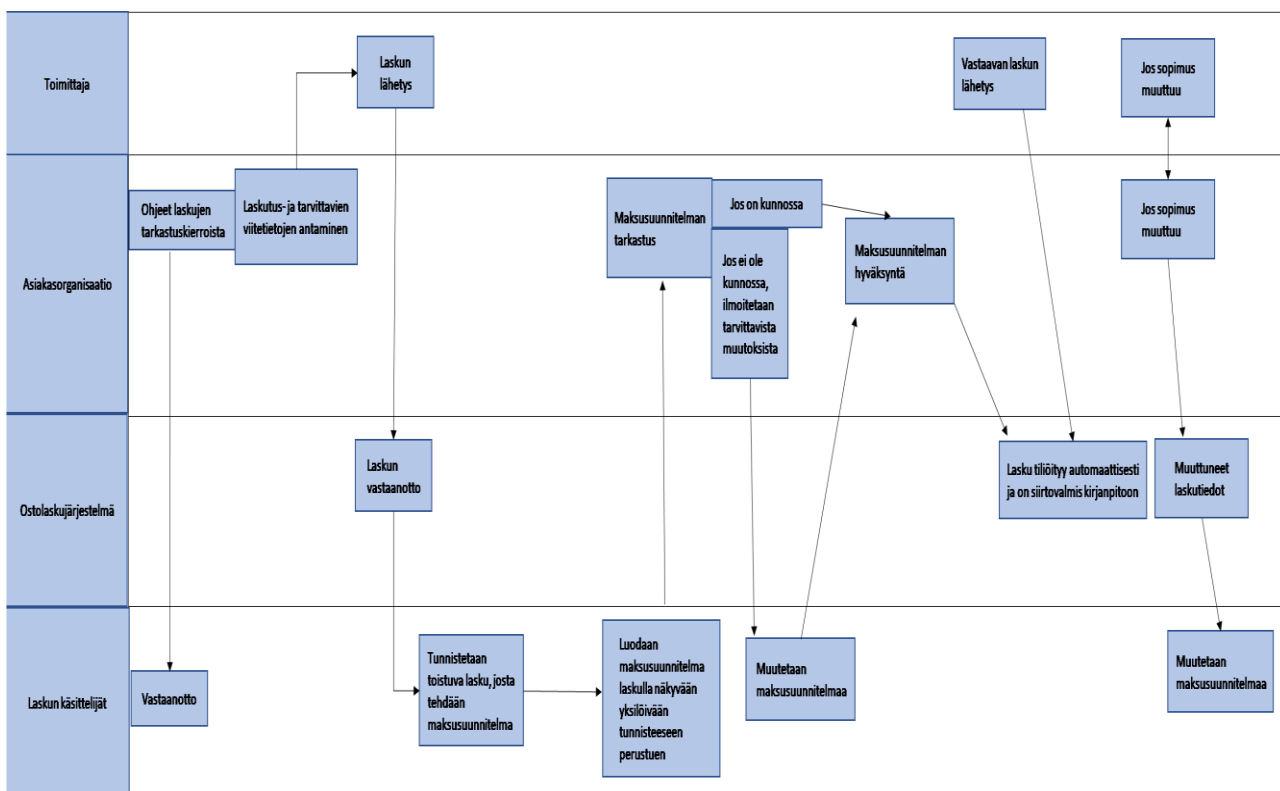 Toimittaja
Laskun
lähetys
Vastaavan laskun
lähetys
Jos sopimus
muuttuu
Asiakasorganisaatio
Ohjeet laskujen
tarkastuskierroista
Laskutus- ja tarvittavien
viitetietojen antaminen
Maksusuunnitelman
tarkastus
Jos on kunnossa
Jos ei ole
kunnossa,
ilmoitetaan
tarvittavista
muutoksista
Maksusuunnitelman
hyväksyntä
Jos sopimus
muuttuu
Ostolaskujärjestelmä
Laskun
vastaanotto
Lasku tiliöityy automaattisesti
ja on siirtovalmis kirjanpitoon
Muuttuneet
laskutiedot
Laskun käsittelijät
Vastaanotto
Tunnistetaan
toistuva lasku, josta
tehdään
maksusuunnitelma
Luodaan
maksusuunnitelma
laskulla näkyvään
yksilöivään
tunnisteeseen
perustuen
Muutetaan
maksusuunnitelmaa
Muutetaan
maksusuunnitelmaa